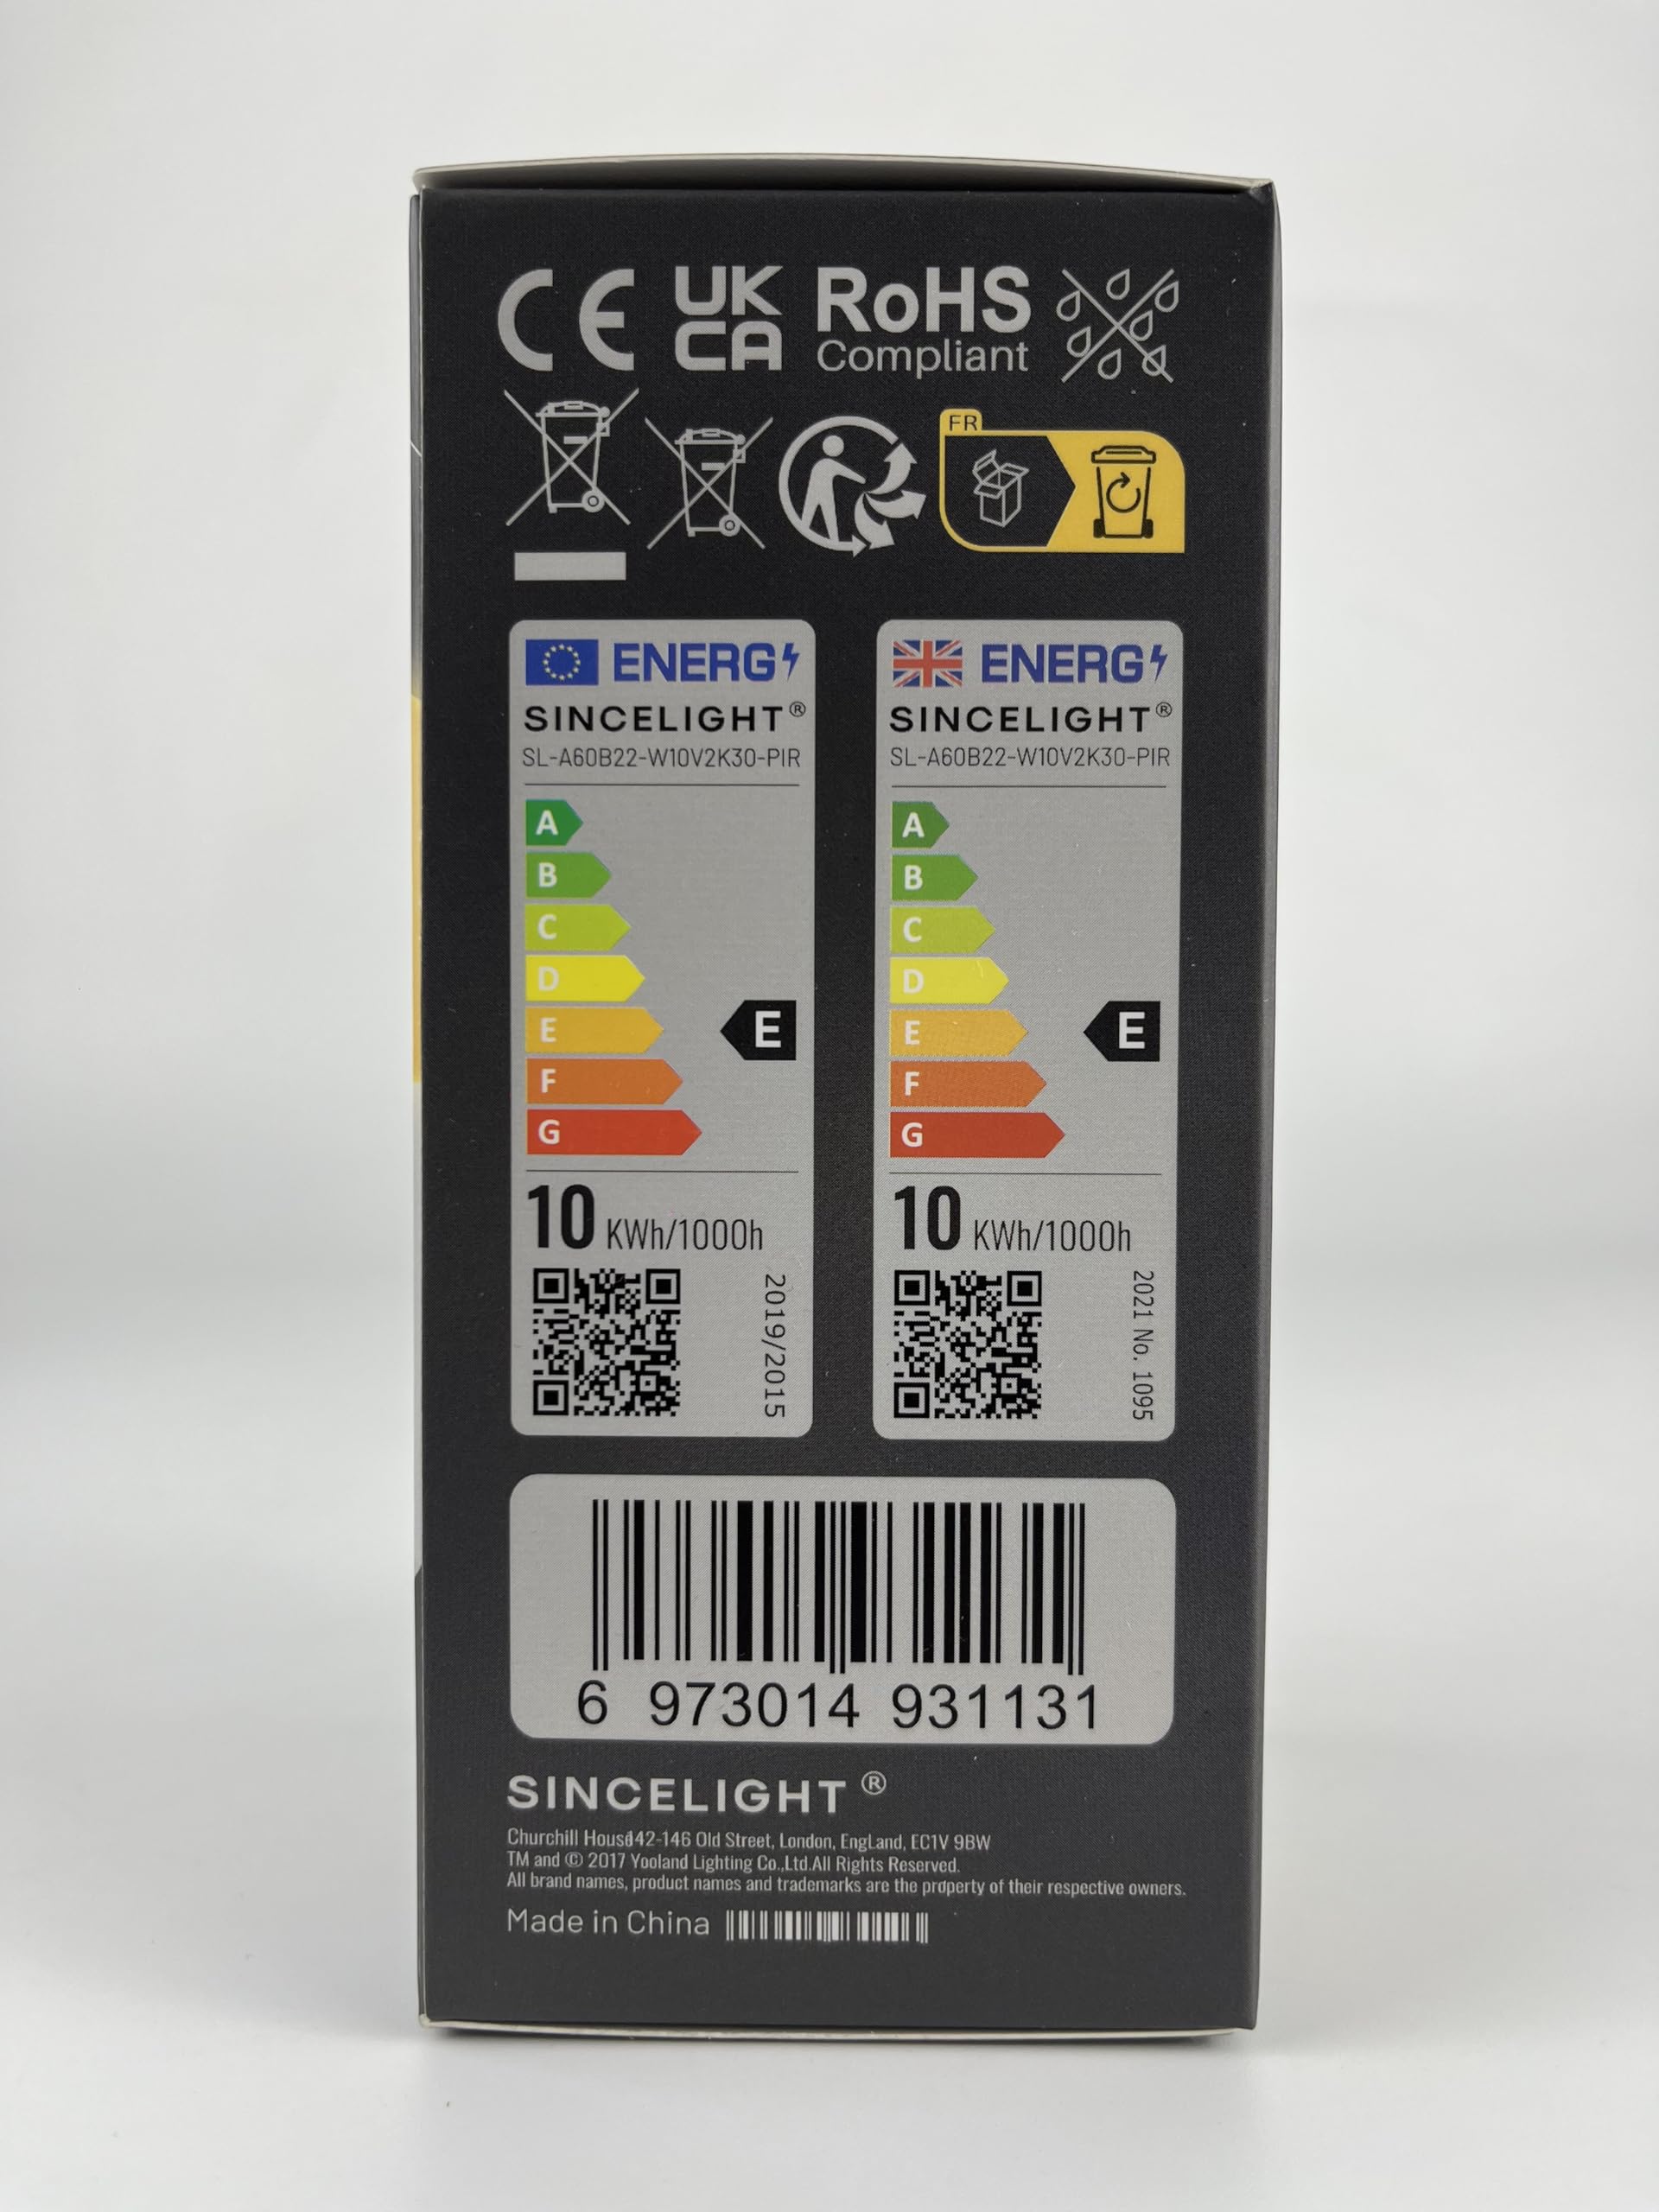 CE UK CA RoHS Compliant
FR
ENERG
SINCELIGHT®
SL-A60B22-W10V2K30-PIR
A
B
C
D
E
E
F
G
10 KWh/1000h
2019/2015
ENERG
SINCELIGHT®
SL-A60B22-W10V2K30-PIR
A
B
C
D
E
E
F
G
10 KWh/1000h
2021 No. 1095
6 973014 931131
SINCELIGHT ®
Churchill House142-146 Old Street, London, EngLand, EC1V 9BW
TM and © 2017 Yooland Lighting Co.,Ltd.All Rights Reserved.
All brand names, product names and trademarks are the property of their respective owners.
Made in China